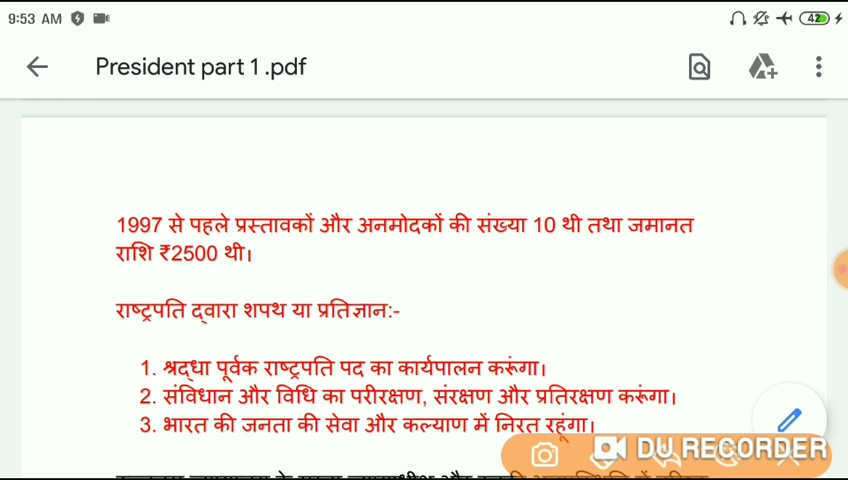 9:53 AM
42
President part 1 .pdf
1997 से पहले प्रस्तावकों और अनमोदकों की संख्या 10 थी तथा जमानत
राशि ₹2500 थी।
राष्ट्रपति द्वारा शपथ या प्रतिज्ञान:-
1. श्रद्धा पूर्वक राष्ट्रपति पद का कार्यपालन करूंगा।
2. संविधान और विधि का परीरक्षण, संरक्षण और प्रतिरक्षण करूंगा।
3. भारत की जनता की सेवा और कल्याण में निरत रहूंगा।
DU RECORDER